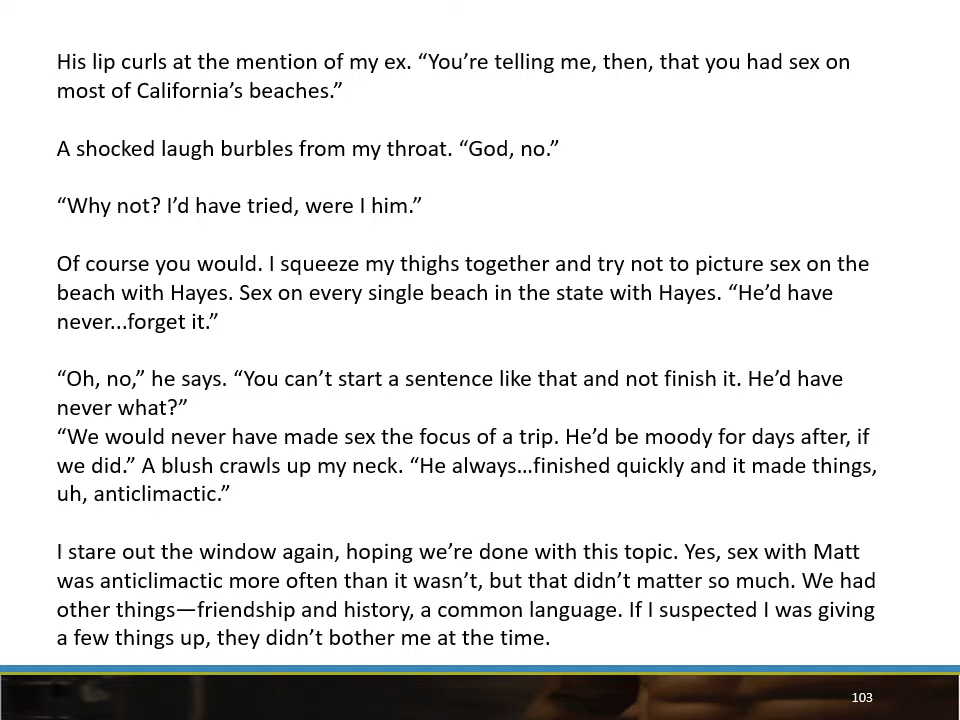 His lip curls at the mention of my ex. “You’re telling me, then, that you had sex on
most of California’s beaches.”
A shocked laugh burbles from my throat. “God, no.”
“Why not? I’d have tried, were I him.”
Of course you would. I squeeze my thighs together and try not to picture sex on the
beach with Hayes. Sex on every single beach in the state with Hayes. “He’d have
never...forget it.”
“Oh, no,” he says. “You can’t start a sentence like that and not finish it. He’d have
never what?”
“We would never have made sex the focus of a trip. He’d be moody for days after, if
we did.” A blush crawls up my neck. “He always…finished quickly and it made things,
uh, anticlimactic.”
I stare out the window again, hoping we’re done with this topic. Yes, sex with Matt
was anticlimactic more often than it wasn’t, but that didn’t matter so much. We had
other things—friendship and history, a common language. If I suspected I was giving
a few things up, they didn’t bother me at the time.
103